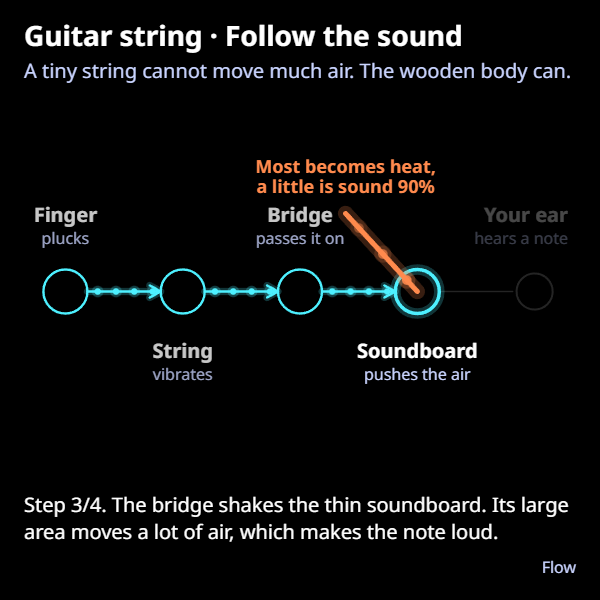 Guitar string · Follow the sound
A tiny string cannot move much air. The wooden body can.
Most becomes heat,
a little is sound 90%
Finger
plucks
Bridge
passes it on
Your ear
hears a note
String
vibrates
Soundboard
pushes the air
Step 3/4. The bridge shakes the thin soundboard. Its large
area moves a lot of air, which makes the note loud.
Flow